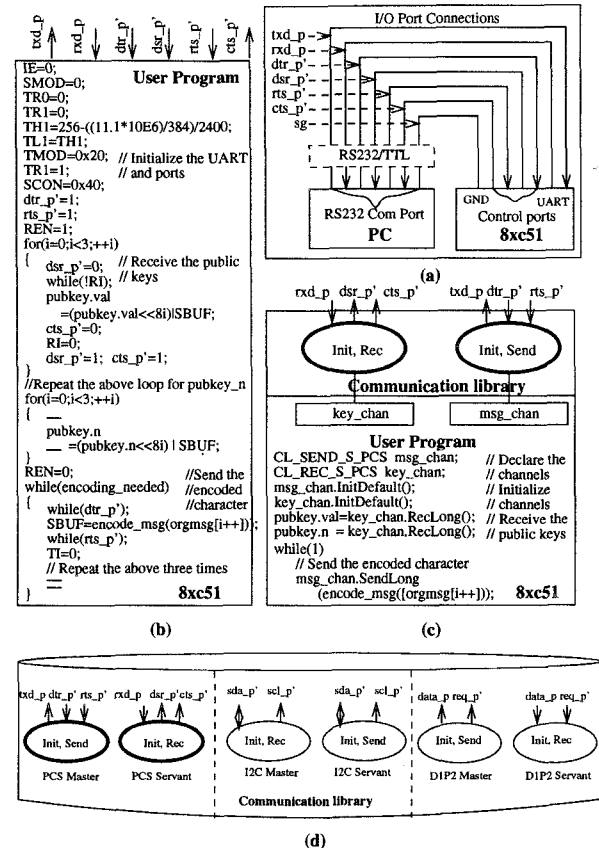 txd_p rxd_p dtr_p' dsr_p' rts_p' cts_p'
User Program
IE=0;
SMOD=0;
TR0=0;
TR1=0;
TH1=256-((11.1*10E6)/384)/2400;
TL1=TH1;
TMOD=0x20; // Initialize the UART
TR1=1; // and ports
SCON=0x40;
dtr_p'=1;
rts_p'=1;
REN=1;
for(i=0;i<3;++i)
{ dsr_p'=0; // Receive the public
while(!RI); // keys
pubkey.val
=(pubkey.val<<8i)|SBUF;
cts_p'=0;
RI=0;
dsr_p'=1; cts_p'=1;
}
//Repeat the above loop for pubkey_n
for(i=0;i<3;++i)
{
pubkey.n
=(pubkey.n<<8i) | SBUF;
}
REN=0; //Send the
while(encoding_needed) //encoded
{ //character
while(dtr_p');
SBUF=encode_msg(orgmsg[i++]));
while(rts_p');
TI=0;
// Repeat the above three times
} 8xc51
(b)
I/O Port Connections
txd_p
rxd_p
dtr_p'
dsr_p'
rts_p'
cts_p'
sg
RS232/TTL
RS232 Com Port
PC
GND UART
Control ports
8xc51
(a)
rxd_p dsr_p' cts_p' txd_p dtr_p' rts_p'
Init, Rec Init, Send
Communication library
key_chan msg_chan
User Program
CL_SEND_S_PCS msg_chan; // Declare the
CL_REC_S_PCS key_chan; // channels
msg_chan.InitDefault(); // Initialize
key_chan.InitDefault(); // channels
pubkey.val=key_chan.RecLong(); // Receive the
pubkey.n = key_chan.RecLong(); // public keys
while(1)
// Send the encoded character
msg_chan.SendLong
(encode_msg([orgmsg[i++])); 8xc51
(c)
txd_p dtr_p' rts_p' rxd_p dsr_p'cts_p' sda_p' scl_p' sda_p' scl_p' data_p req_p' data_p req_p'
Init, Send Init, Rec Init, Rec Init, Send Init, Send Init, Rec
PCS Master PCS Servant I2C Master I2C Servant D1P2 Master D1P2 Servant
Communication library
(d)